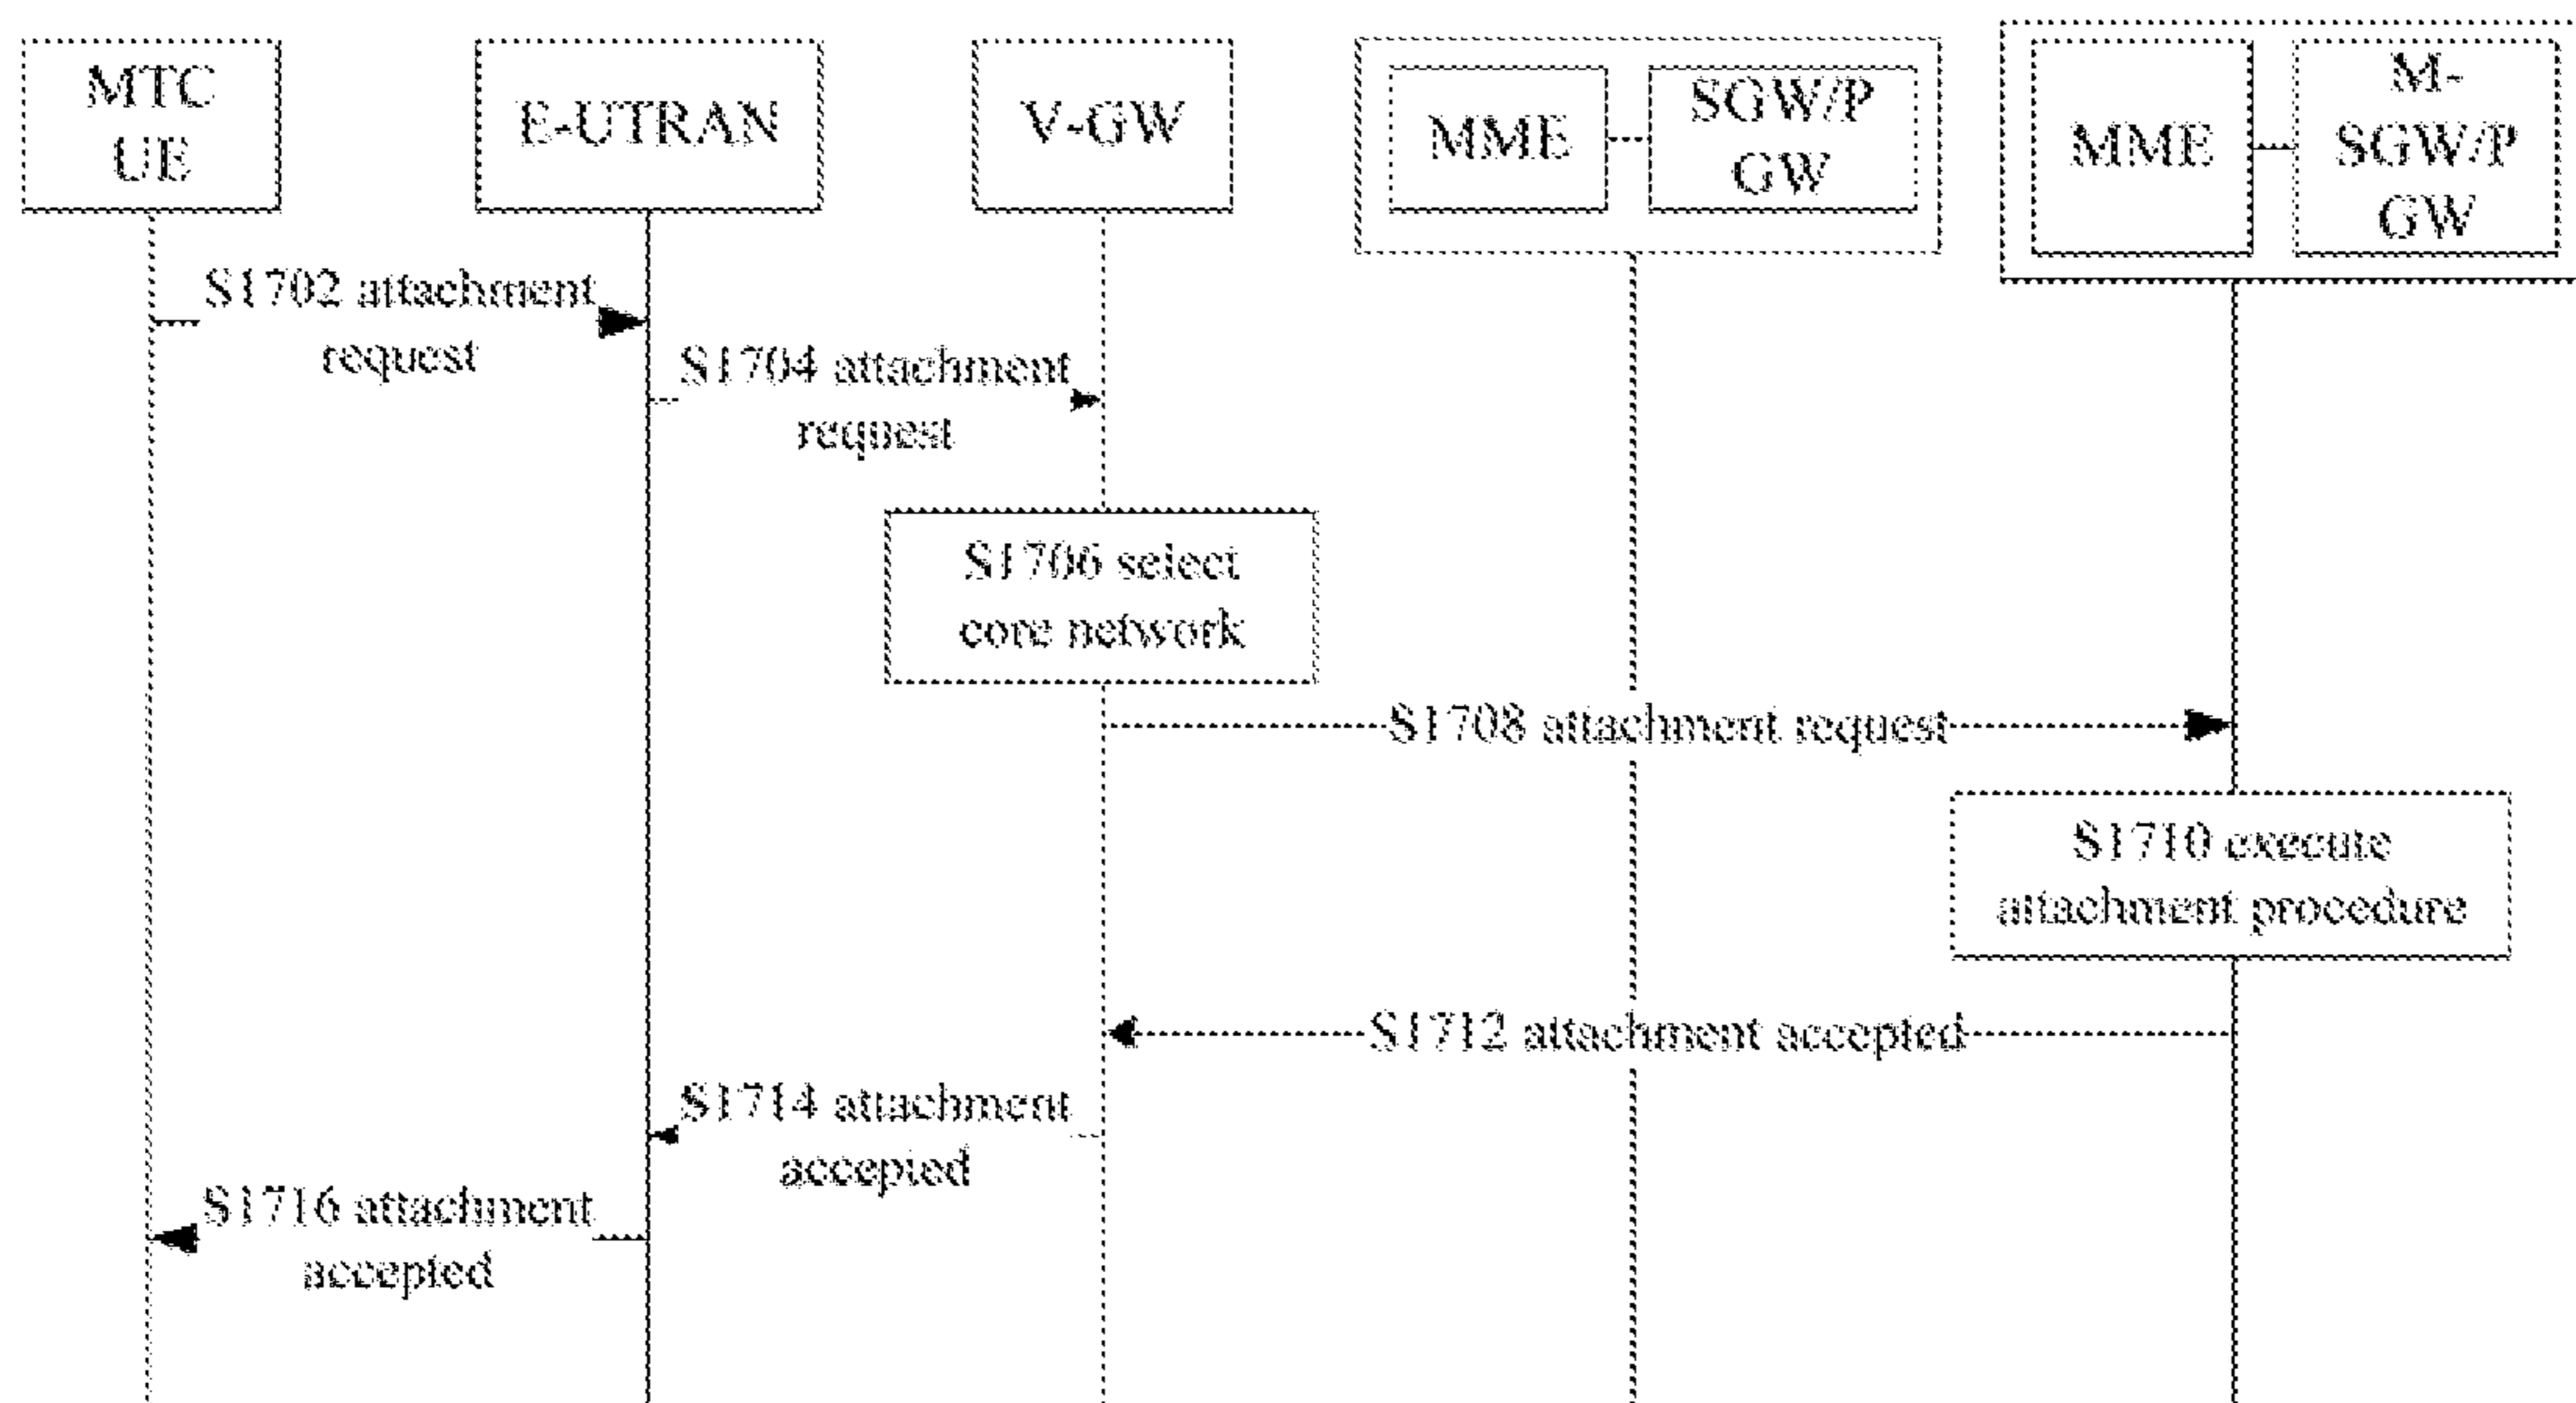 MTC
UE
E-UTRAN
V-GW
MME
SGW/P
GW
MME
M-
SGW/P
GW
S1702 attachment
request
S1704 attachment
request
S1706 select
core network
S1708 attachment request
S1710 execute
attachment procedure
S1712 attachment accepted
S1714 attachment
accepted
S1716 attachment
accepted